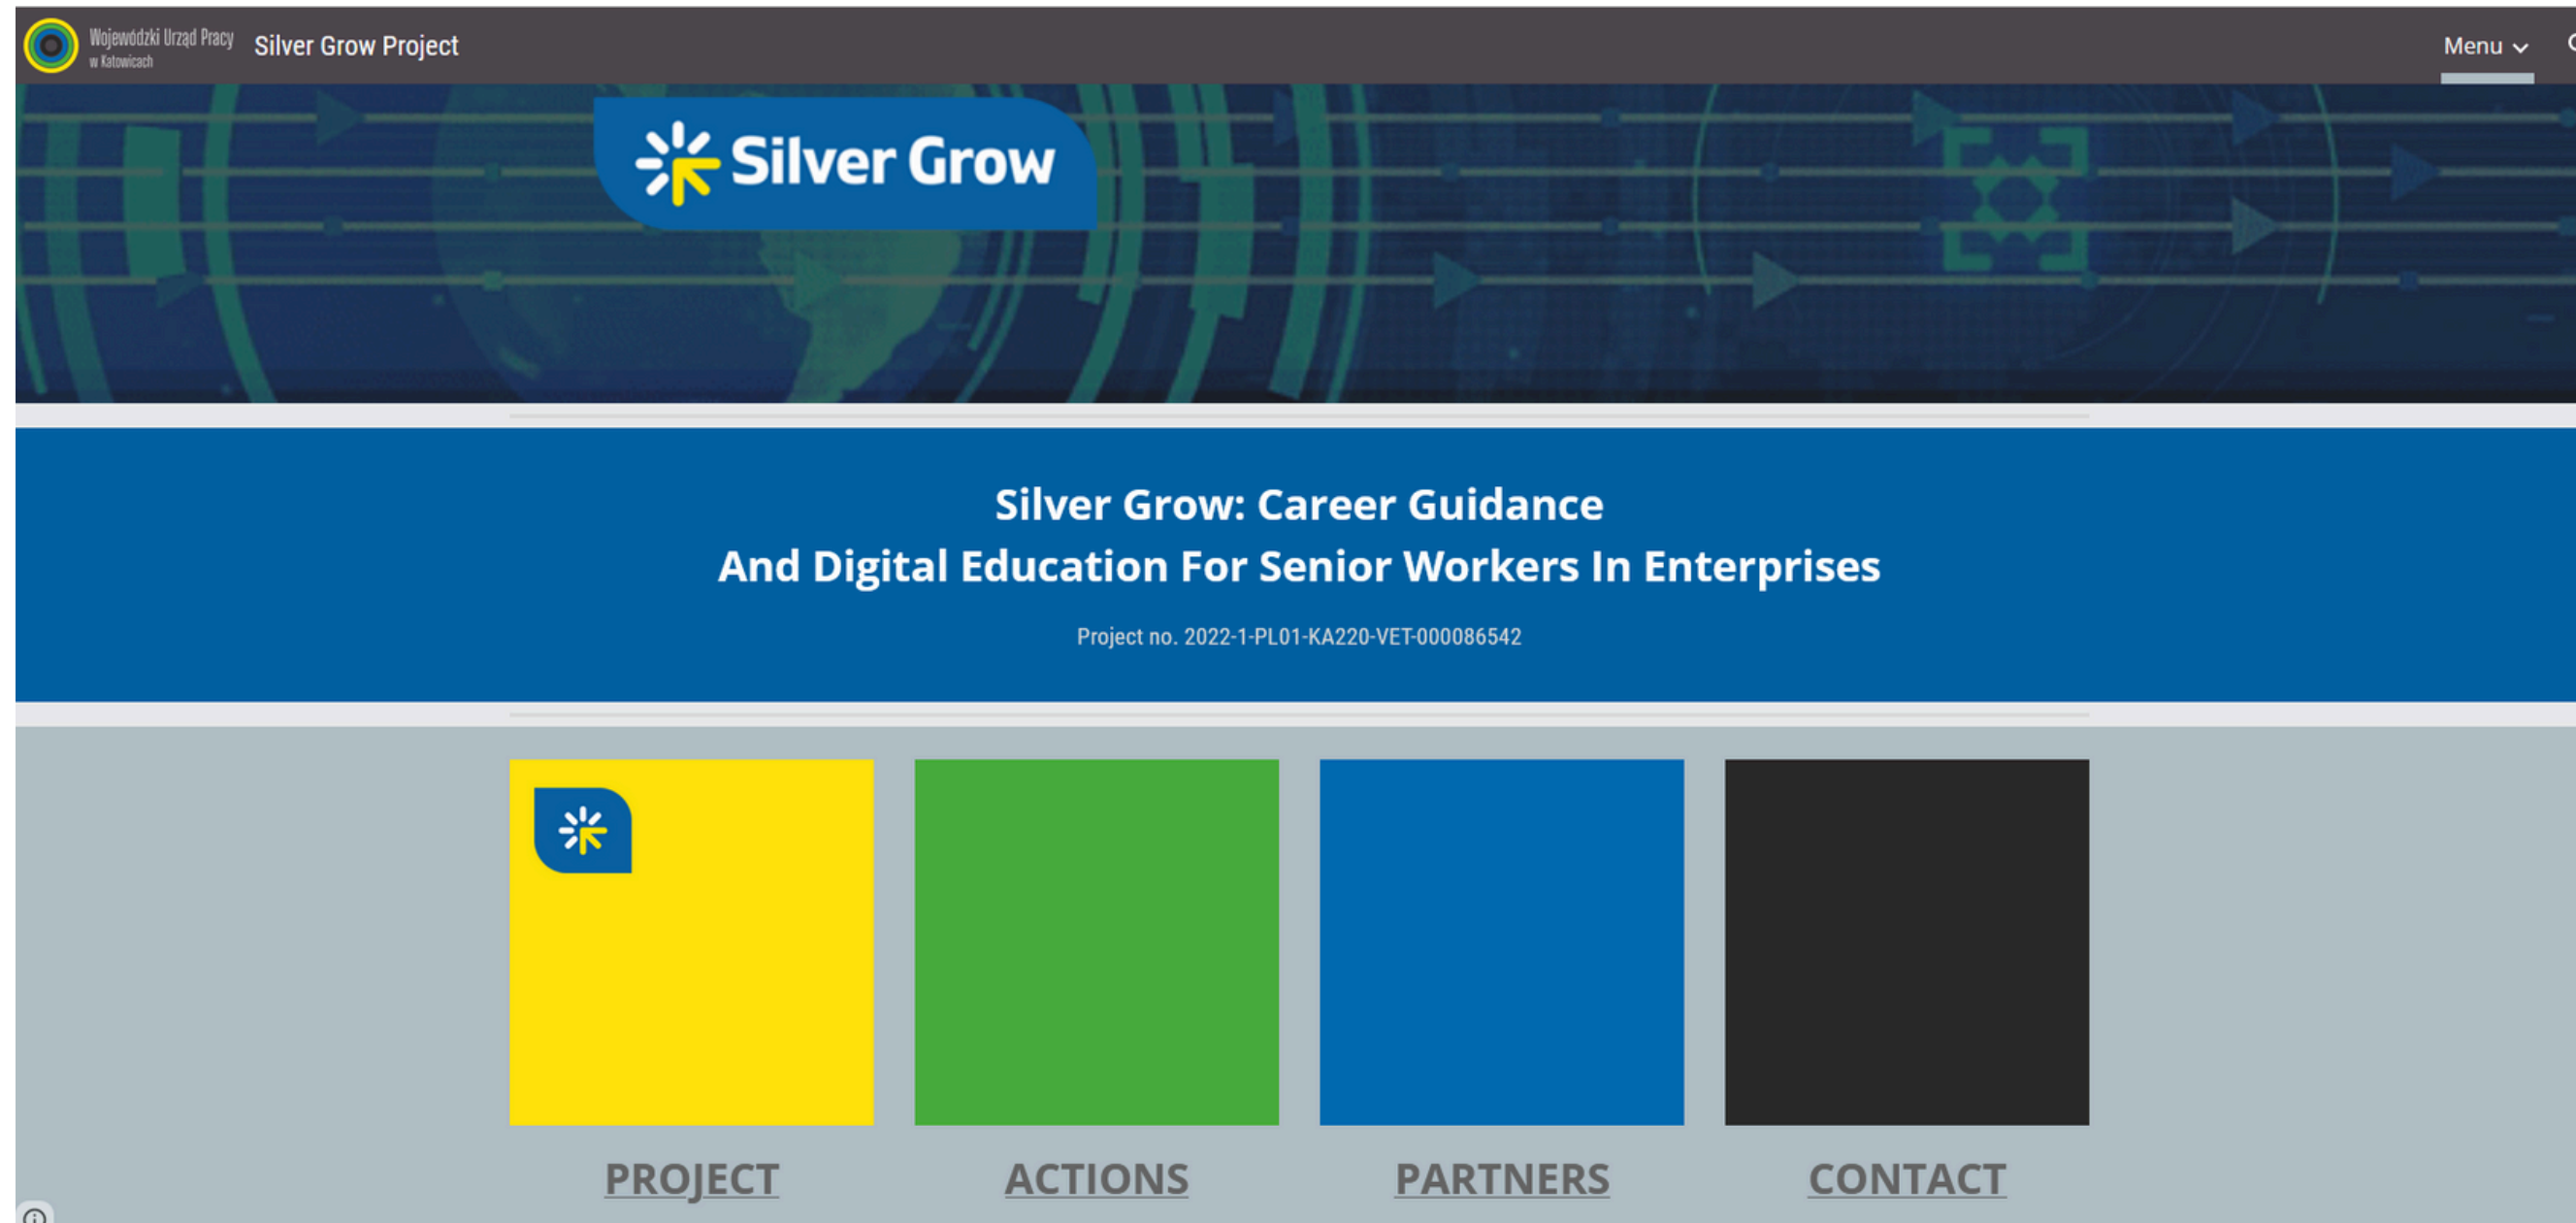 Wojewódzki Urząd Pracy
w Katowicach
Silver Grow Project
Menu
Silver Grow
Silver Grow: Career Guidance
And Digital Education For Senior Workers In Enterprises
Project no. 2022-1-PL01-KA220-VET-000086542
PROJECT
ACTIONS
PARTNERS
CONTACT